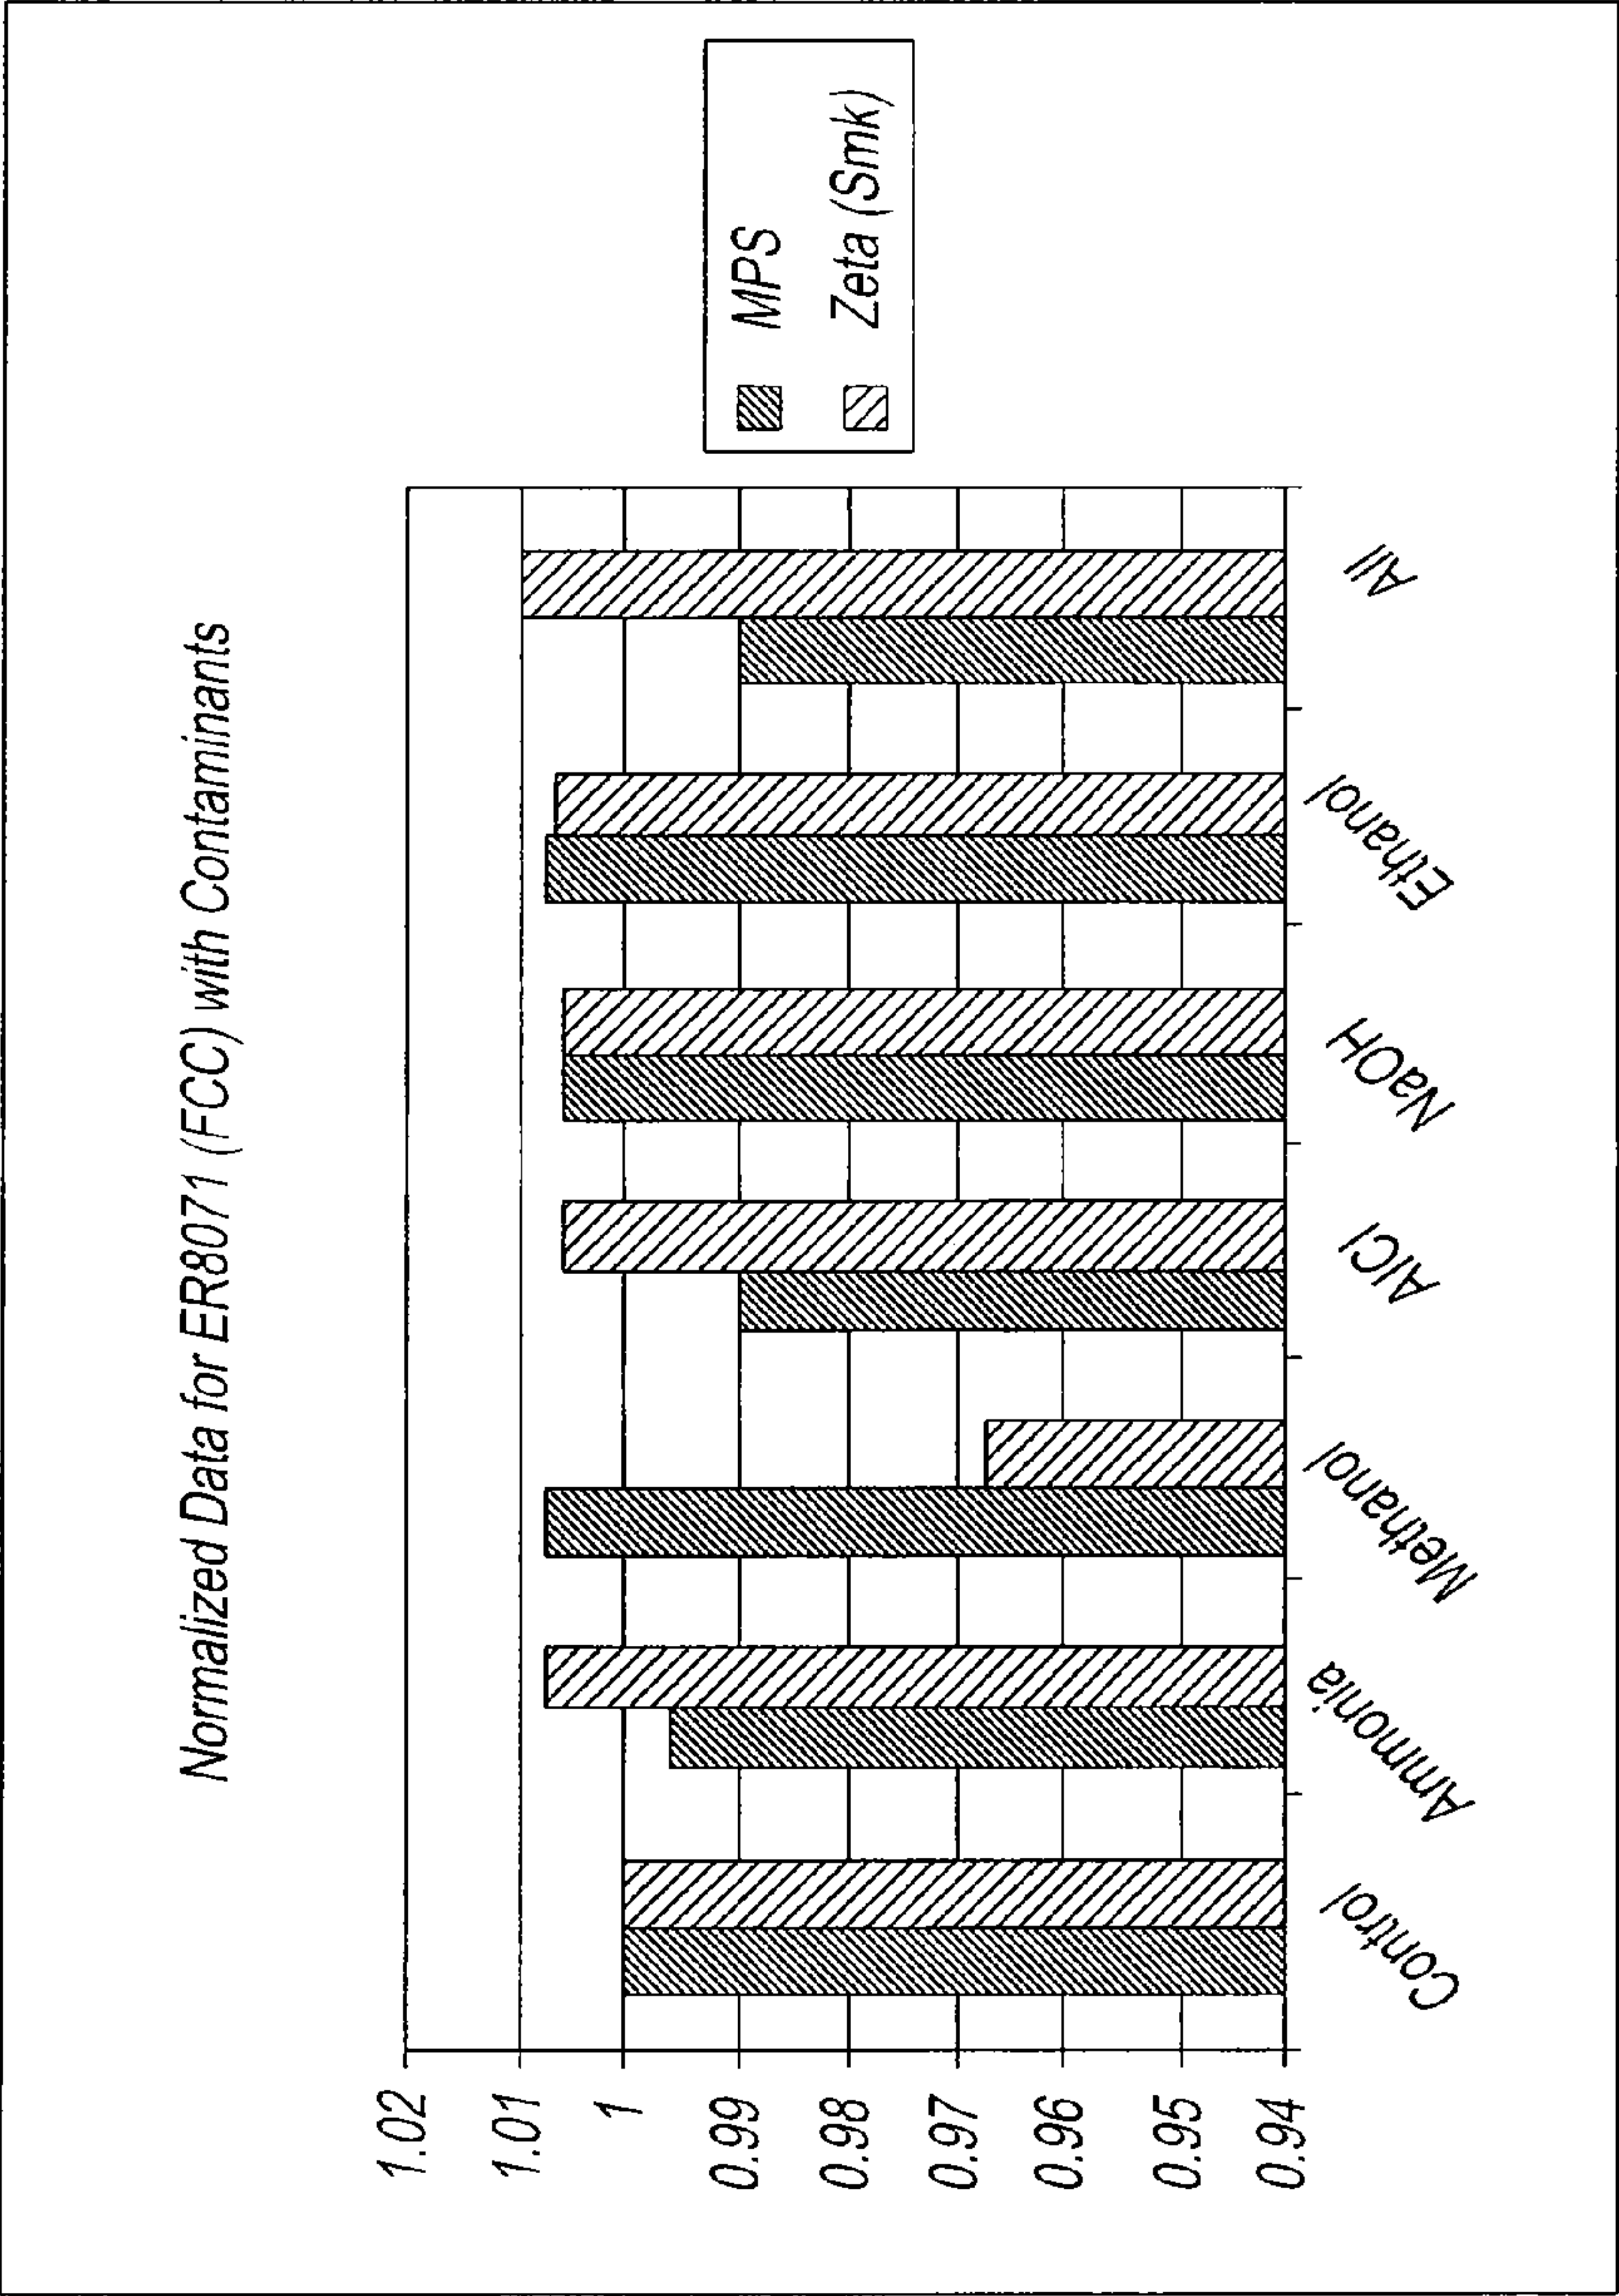 Normalized Data for ER8071 (FCC) with Contaminants
1.02
1.01
1
0.99
0.98
0.97
0.96
0.95
0.94
Control
Ammonia
Methanol
AlCl
NaOH
Ethanol
All
MPS
Zeta (Smk)